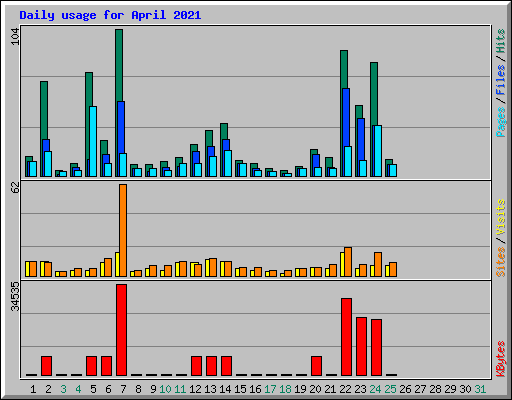 Daily usage for April 2021
104
Pages / Files / Hits
62
Sites / Visits
34535
KBytes
1 2 3 4 5 6 7 8 9 10 11 12 13 14 15 16 17 18 19 20 21 22 23 24 25 26 27 28 29 30 31